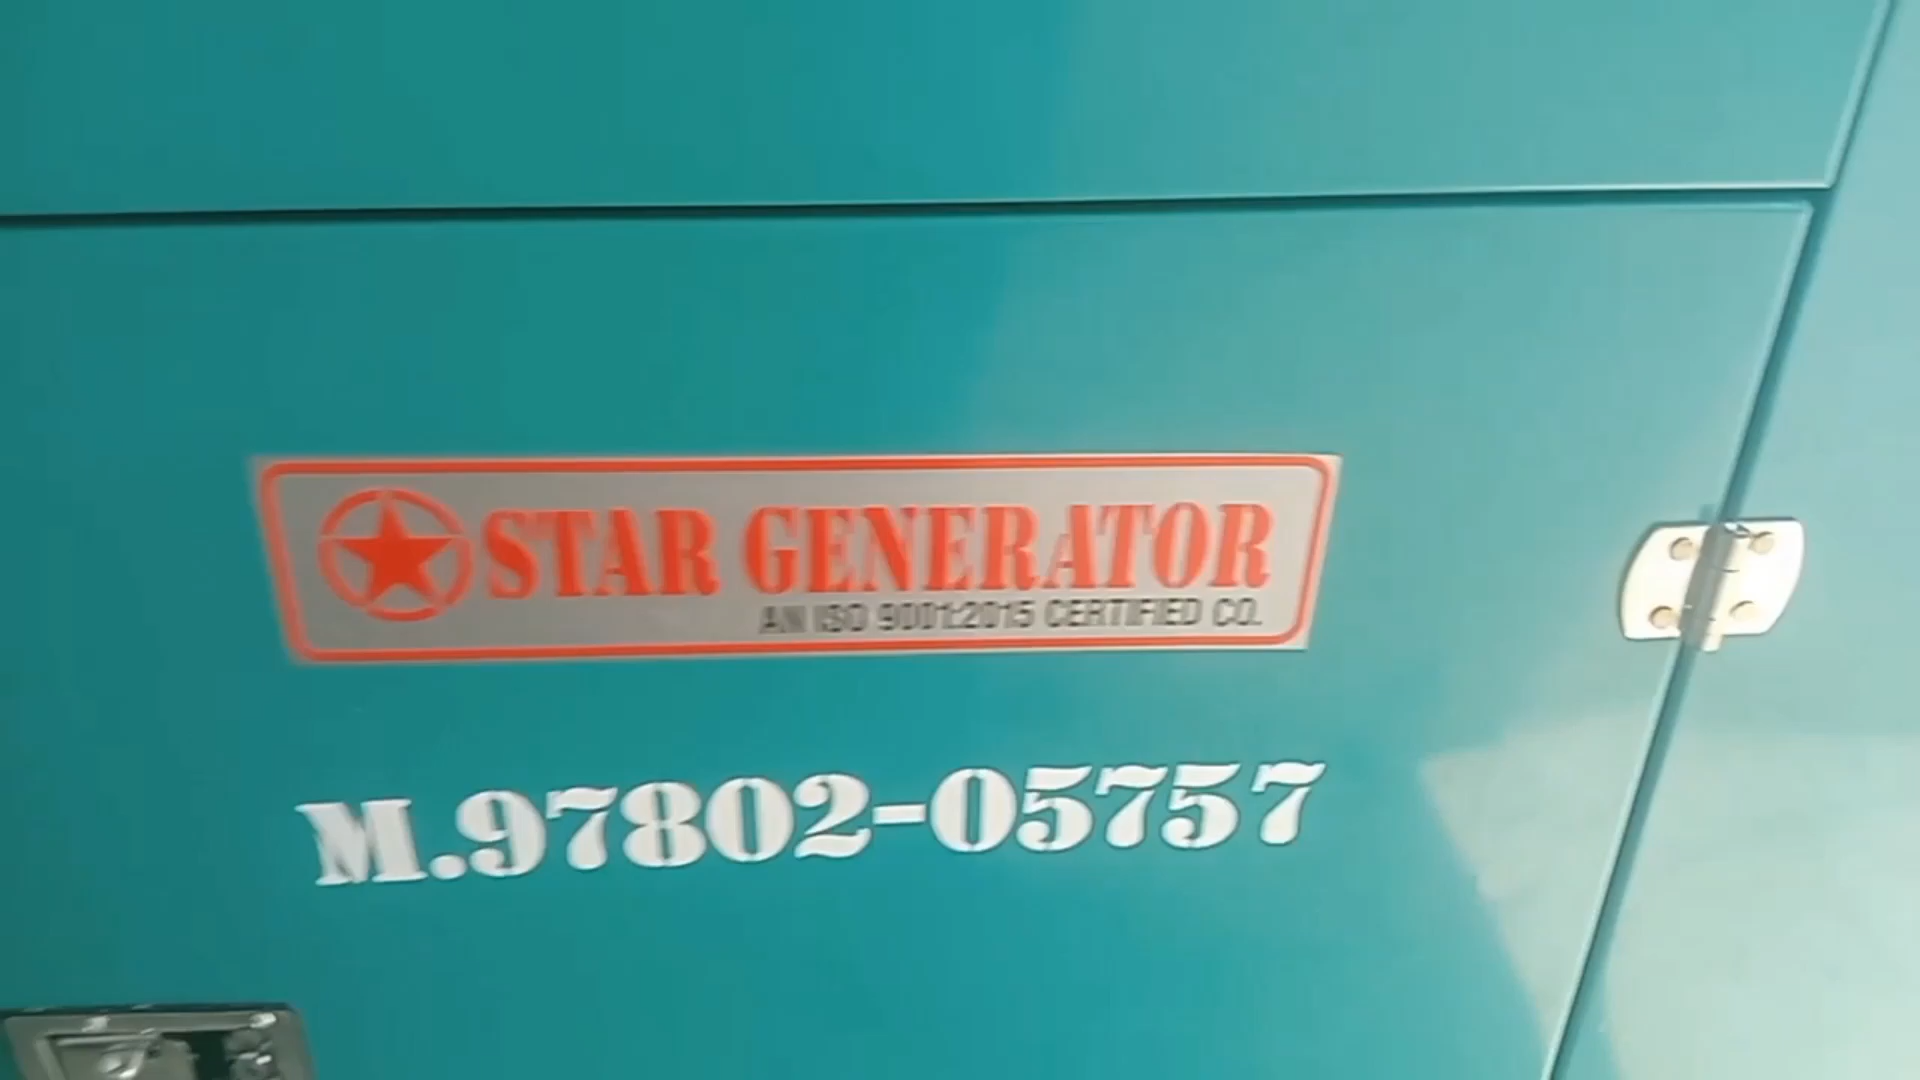 STAR GENERATOR
AN ISO 9001:2015 CERTIFIED CO.
M.97802-05757